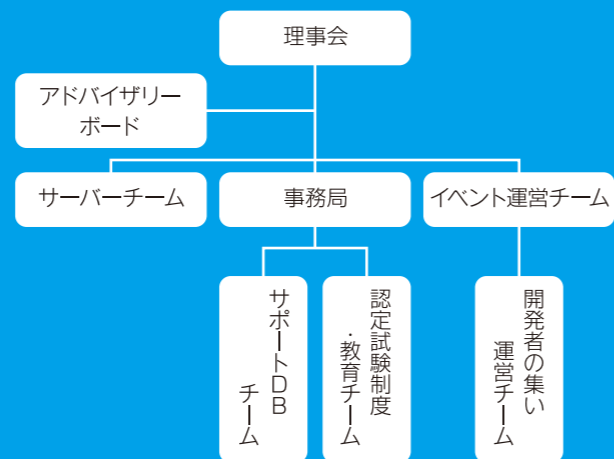 理事会
アドバイザリー
ボード
サーバーチーム
事務局
イベント運営チーム
サポートDB
チーム
認定試験制度
・教育チーム
開発者の集い
運営チーム